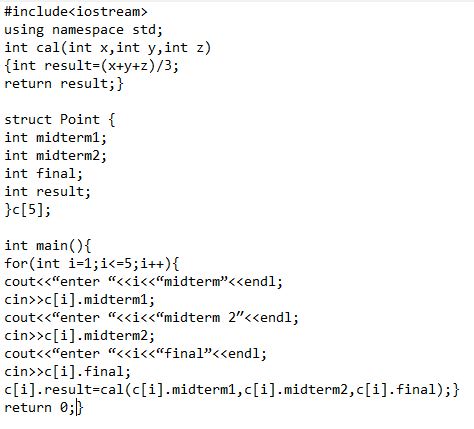 #include<iostream>
using namespace std;
int cal(int x,int y,int z)
{int result=(x+y+z)/3;
return result;}
struct Point {
int midterm1;
int midterm2;
int final;
int result;
}c[5];
int main(){
for(int i=1;i<=5;i++){
cout<<“enter “<<i<<“midterm”<<endl;
cin>>c[i].midterm1;
cout<<“enter “<<i<<“midterm 2”<<endl;
cin>>c[i].midterm2;
cout<<“enter “<<i<<“final”<<endl;
cin>>c[i].final;
c[i].result=cal(c[i].midterm1,c[i].midterm2,c[i].final);}
return 0;}